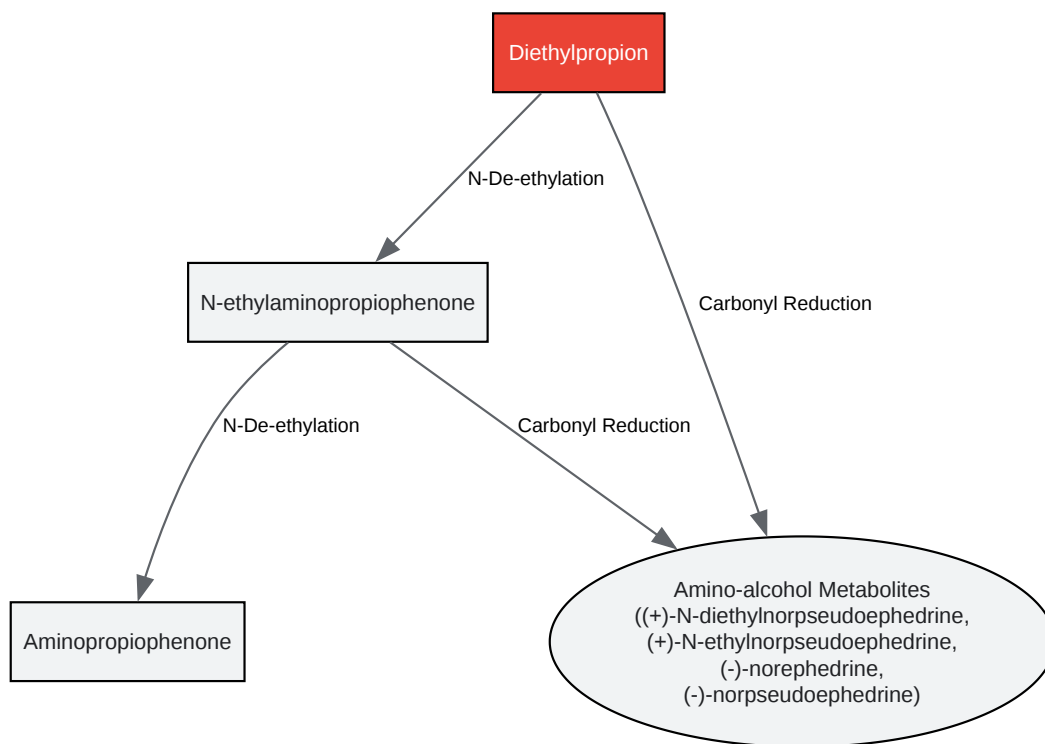 Diethylpropion
N-De-ethylation
N-ethylaminopropiophenone
Carbonyl Reduction
N-De-ethylation
Carbonyl Reduction
Aminopropiophenone
Amino-alcohol Metabolites
((+)-N-diethylnorpseudoephedrine,
(+)-N-ethylnorpseudoephedrine,
(-)-norephedrine,
(-)-norpseudoephedrine)